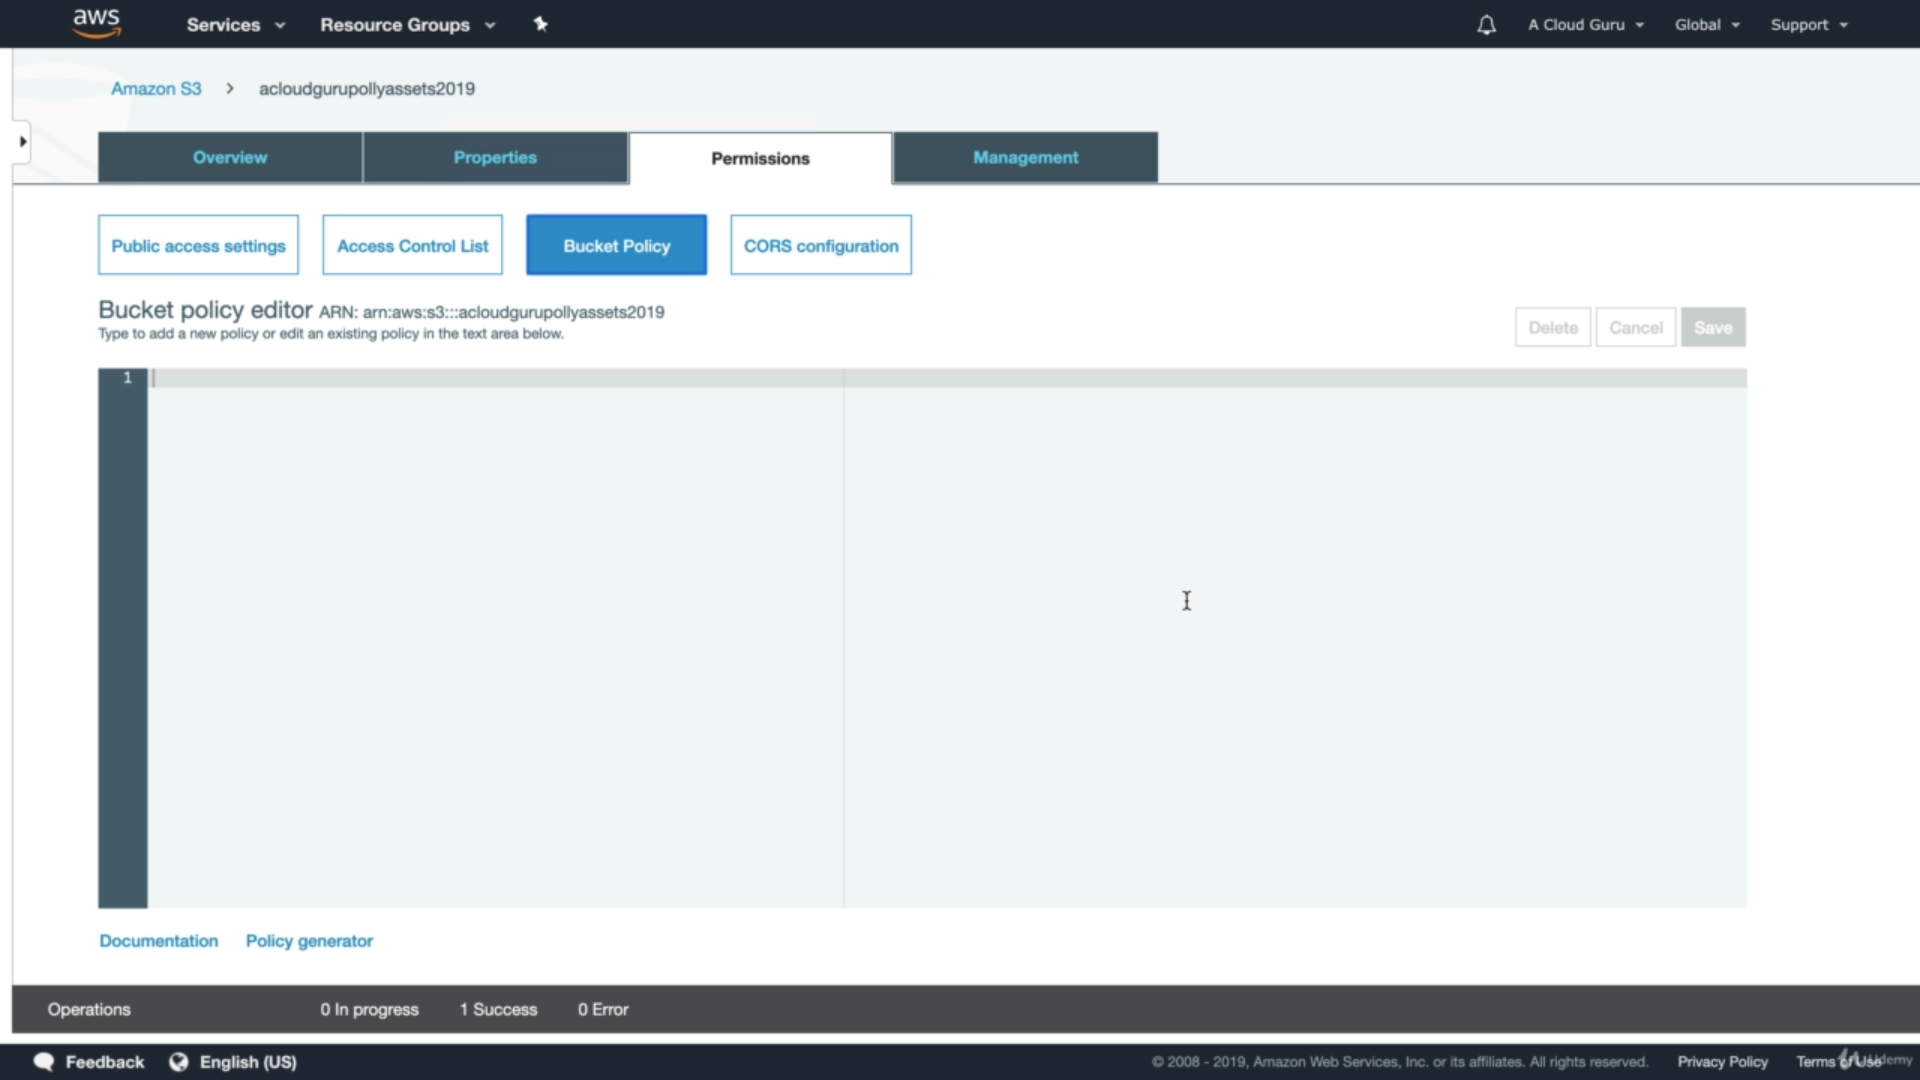 aws Services Resource Groups A Cloud Guru Global Support
Amazon S3 > acloudgurupollyassets2019
Overview Properties Permissions Management
Public access settings Access Control List Bucket Policy CORS configuration
Bucket policy editor ARN: arn:aws:s3:::acloudgurupollyassets2019
Type to add a new policy or edit an existing policy in the text area below.
Delete Cancel Save
1
Documentation Policy generator
Operations 0 In progress 1 Success 0 Error
Feedback English (US) © 2008 - 2019, Amazon Web Services, Inc. or its affiliates. All rights reserved. Privacy Policy Terms of Use